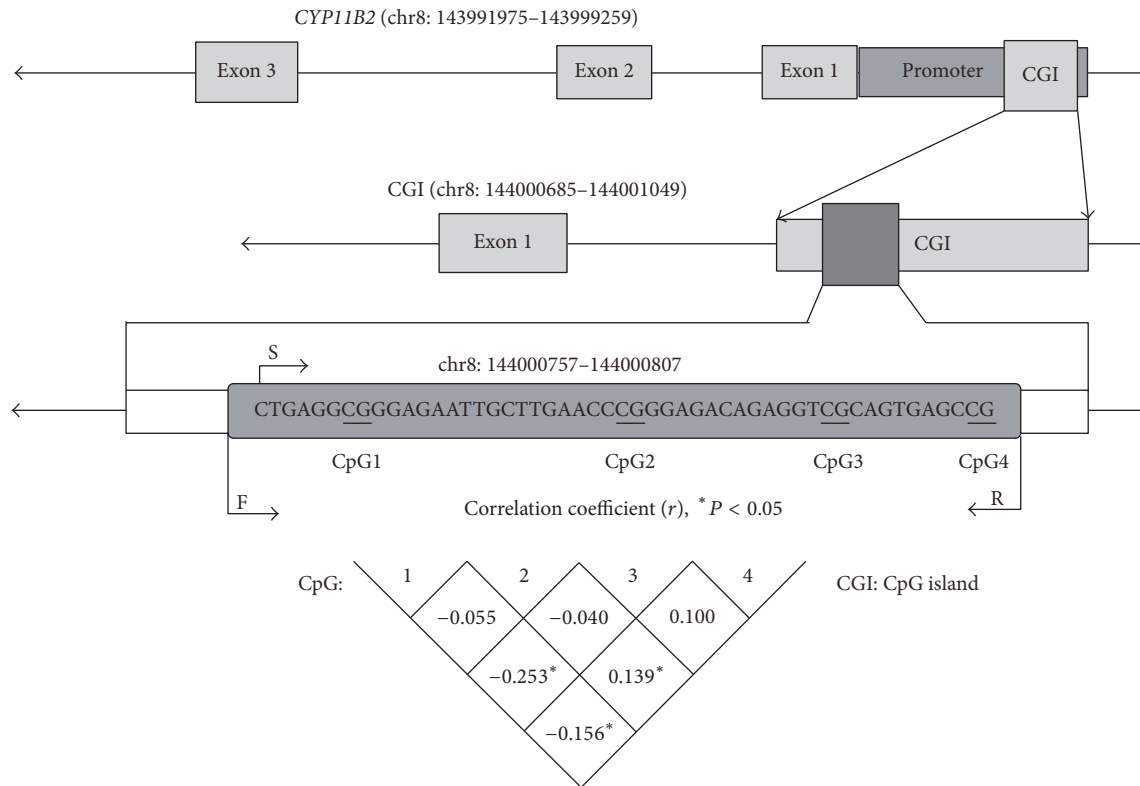 CYP11B2 (chr8: 143991975–143999259)
Exon 3 Exon 2 Exon 1 Promoter CGI
CGI (chr8: 144000685–144001049)
Exon 1 CGI
S chr8: 144000757–144000807
CTGAGGCGGGAGAATTGCTTGAACCCGGGAGACAGAGGTCGCAGTGAGCCG
CpG1 CpG2 CpG3 CpG4
F R
Correlation coefficient (r), *P < 0.05
CpG: 1 2 3 4 CGI: CpG island
−0.055 −0.040 0.100
−0.253* 0.139*
−0.156*